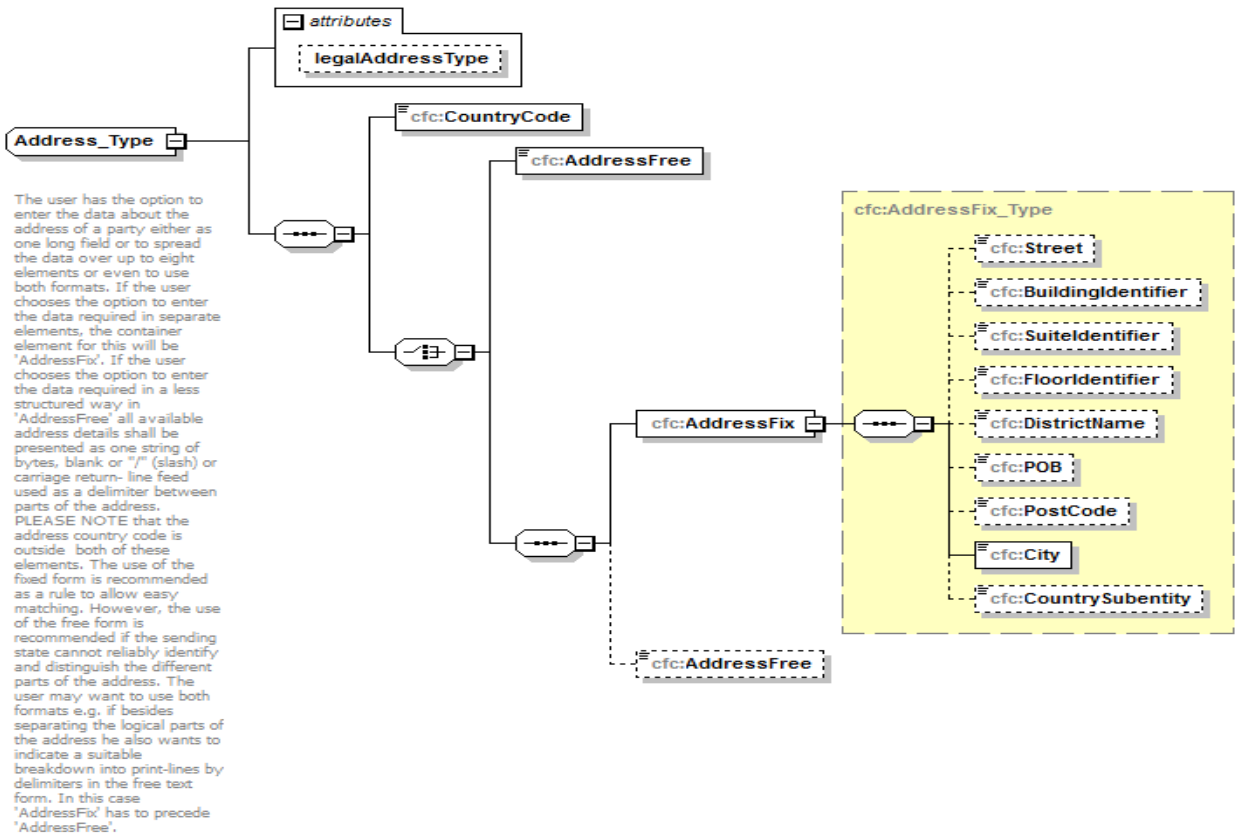 attributes
legalAddressType
cfc:CountryCode
Address_Type
cfc:AddressFree
The user has the option to
enter the data about the
address of a party either as
one long field or to spread
the data over up to eight
elements or even to use
both formats. If the user
chooses the option to enter
the data required in separate
elements, the container
element for this will be
'AddressFix'. If the user
chooses the option to enter
the data required in a less
structured way in
'AddressFree' all available
address details shall be
presented as one string of
bytes, blank or "/" (slash) or
carriage return- line feed
used as a delimiter between
parts of the address.
PLEASE NOTE that the
address country code is
outside  both of these
elements. The use of the
fixed form is recommended
as a rule to allow easy
matching. However, the use
of the free form is
recommended if the sending
state cannot reliably identify
and distinguish the different
parts of the address. The
user may want to use both
formats e.g. if besides
separating the logical parts of
the address he also wants to
indicate a suitable
breakdown into print-lines by
delimiters in the free text
form. In this case
'AddressFix' has to precede
'AddressFree'.
cfc:AddressFix
cfc:AddressFix_Type
cfc:Street
cfc:BuildingIdentifier
cfc:SuiteIdentifier
cfc:FloorIdentifier
cfc:DistrictName
cfc:POB
cfc:PostCode
cfc:City
cfc:CountrySubentity
cfc:AddressFree